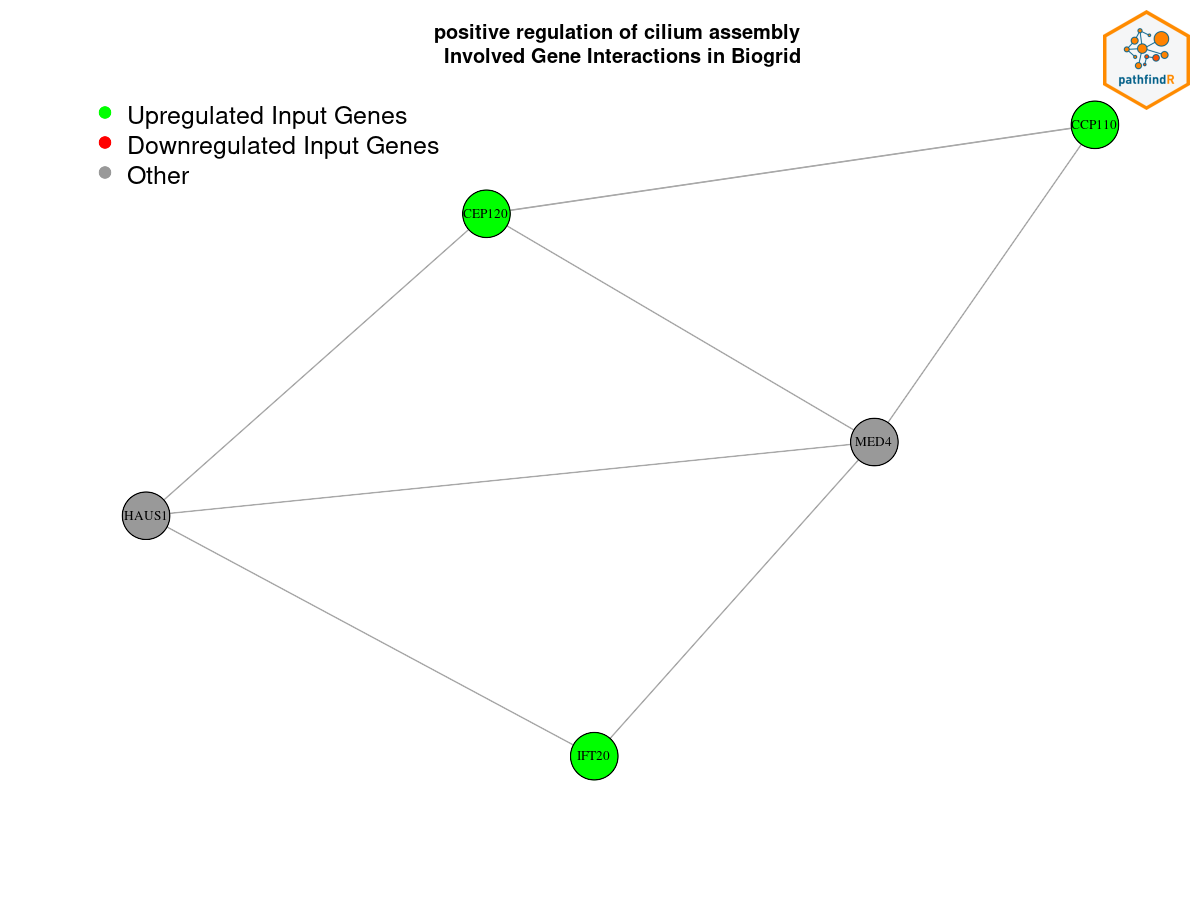 positive regulation of cilium assembly
Involved Gene Interactions in Biogrid
pathfindR
Upregulated Input Genes
Downregulated Input Genes
Other
CCP110
CEP120
MED4
HAUS1
IFT20